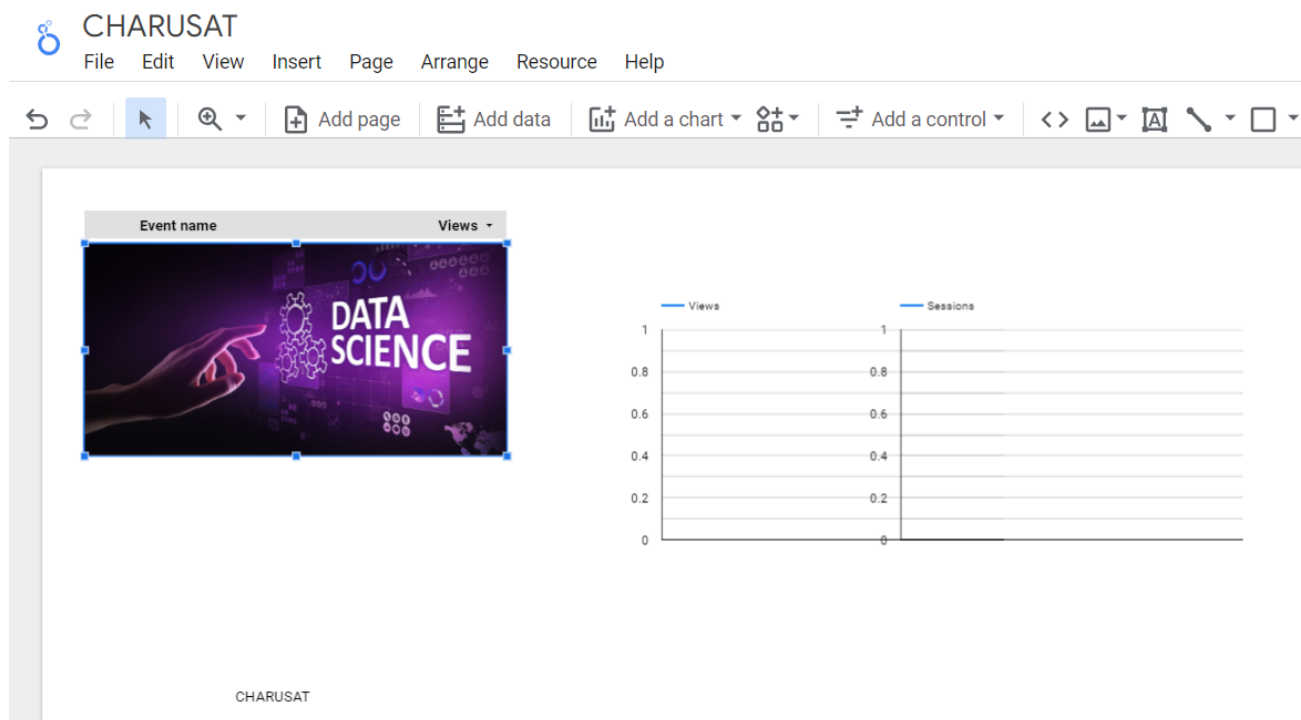 CHARUSAT
File Edit View Insert Page Arrange Resource Help
Add page Add data Add a chart Add a control
Event name Views
DATA
SCIENCE
Views Sessions
1 1
0.8 0.8
0.6 0.6
0.4 0.4
0.2 0.2
0 0
CHARUSAT